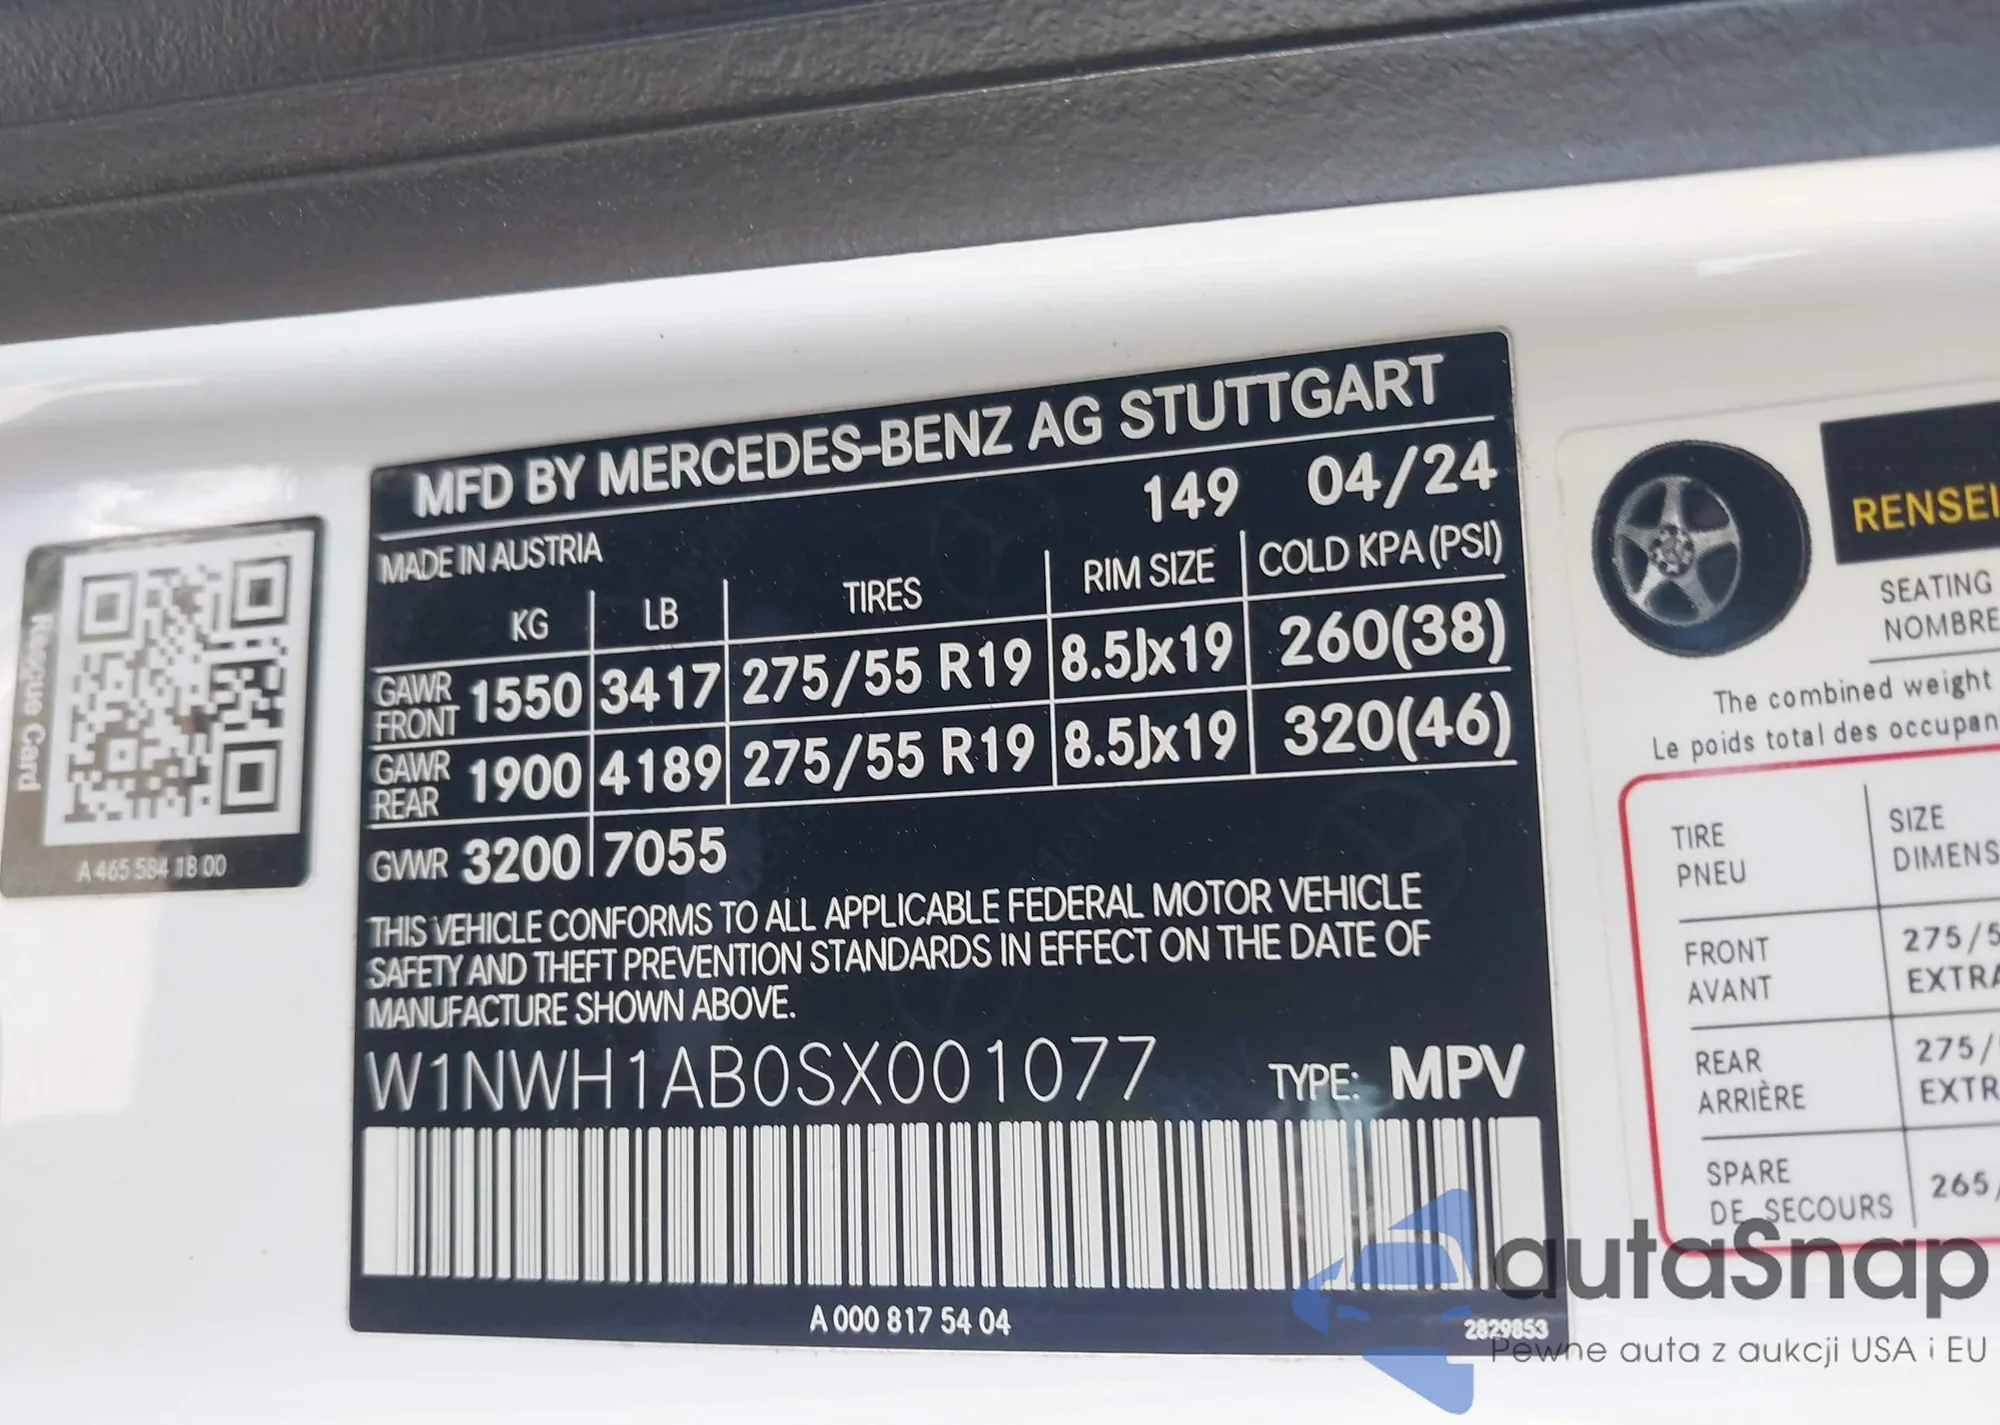 MFD BY MERCEDES-BENZ AG STUTTGART
149 04/24
MADE IN AUSTRIA
KG LB TIRES RIM SIZE COLD KPA (PSI)
GAWR FRONT 1550 3417 275/55 R19 8.5Jx19 260(38)
GAWR REAR 1900 4189 275/55 R19 8.5Jx19 320(46)
GVWR 3200 7055
THIS VEHICLE CONFORMS TO ALL APPLICABLE FEDERAL MOTOR VEHICLE
SAFETY AND THEFT PREVENTION STANDARDS IN EFFECT ON THE DATE OF
MANUFACTURE SHOWN ABOVE.
W1NWH1AB0SX001077 TYPE: MPV
A 000 817 54 04
2829853
Rescue Card
A 465 584 18 00
RENSEI
SEATING
NOMBRE
The combined weight
Le poids total des occupan
TIRE SIZE
PNEU DIMENS
FRONT 275/5
AVANT EXTRA
REAR 275/
ARRIÈRE EXTR
SPARE 265/
DE SECOURS
autaSnap
Pewne auta z aukcji USA i EU